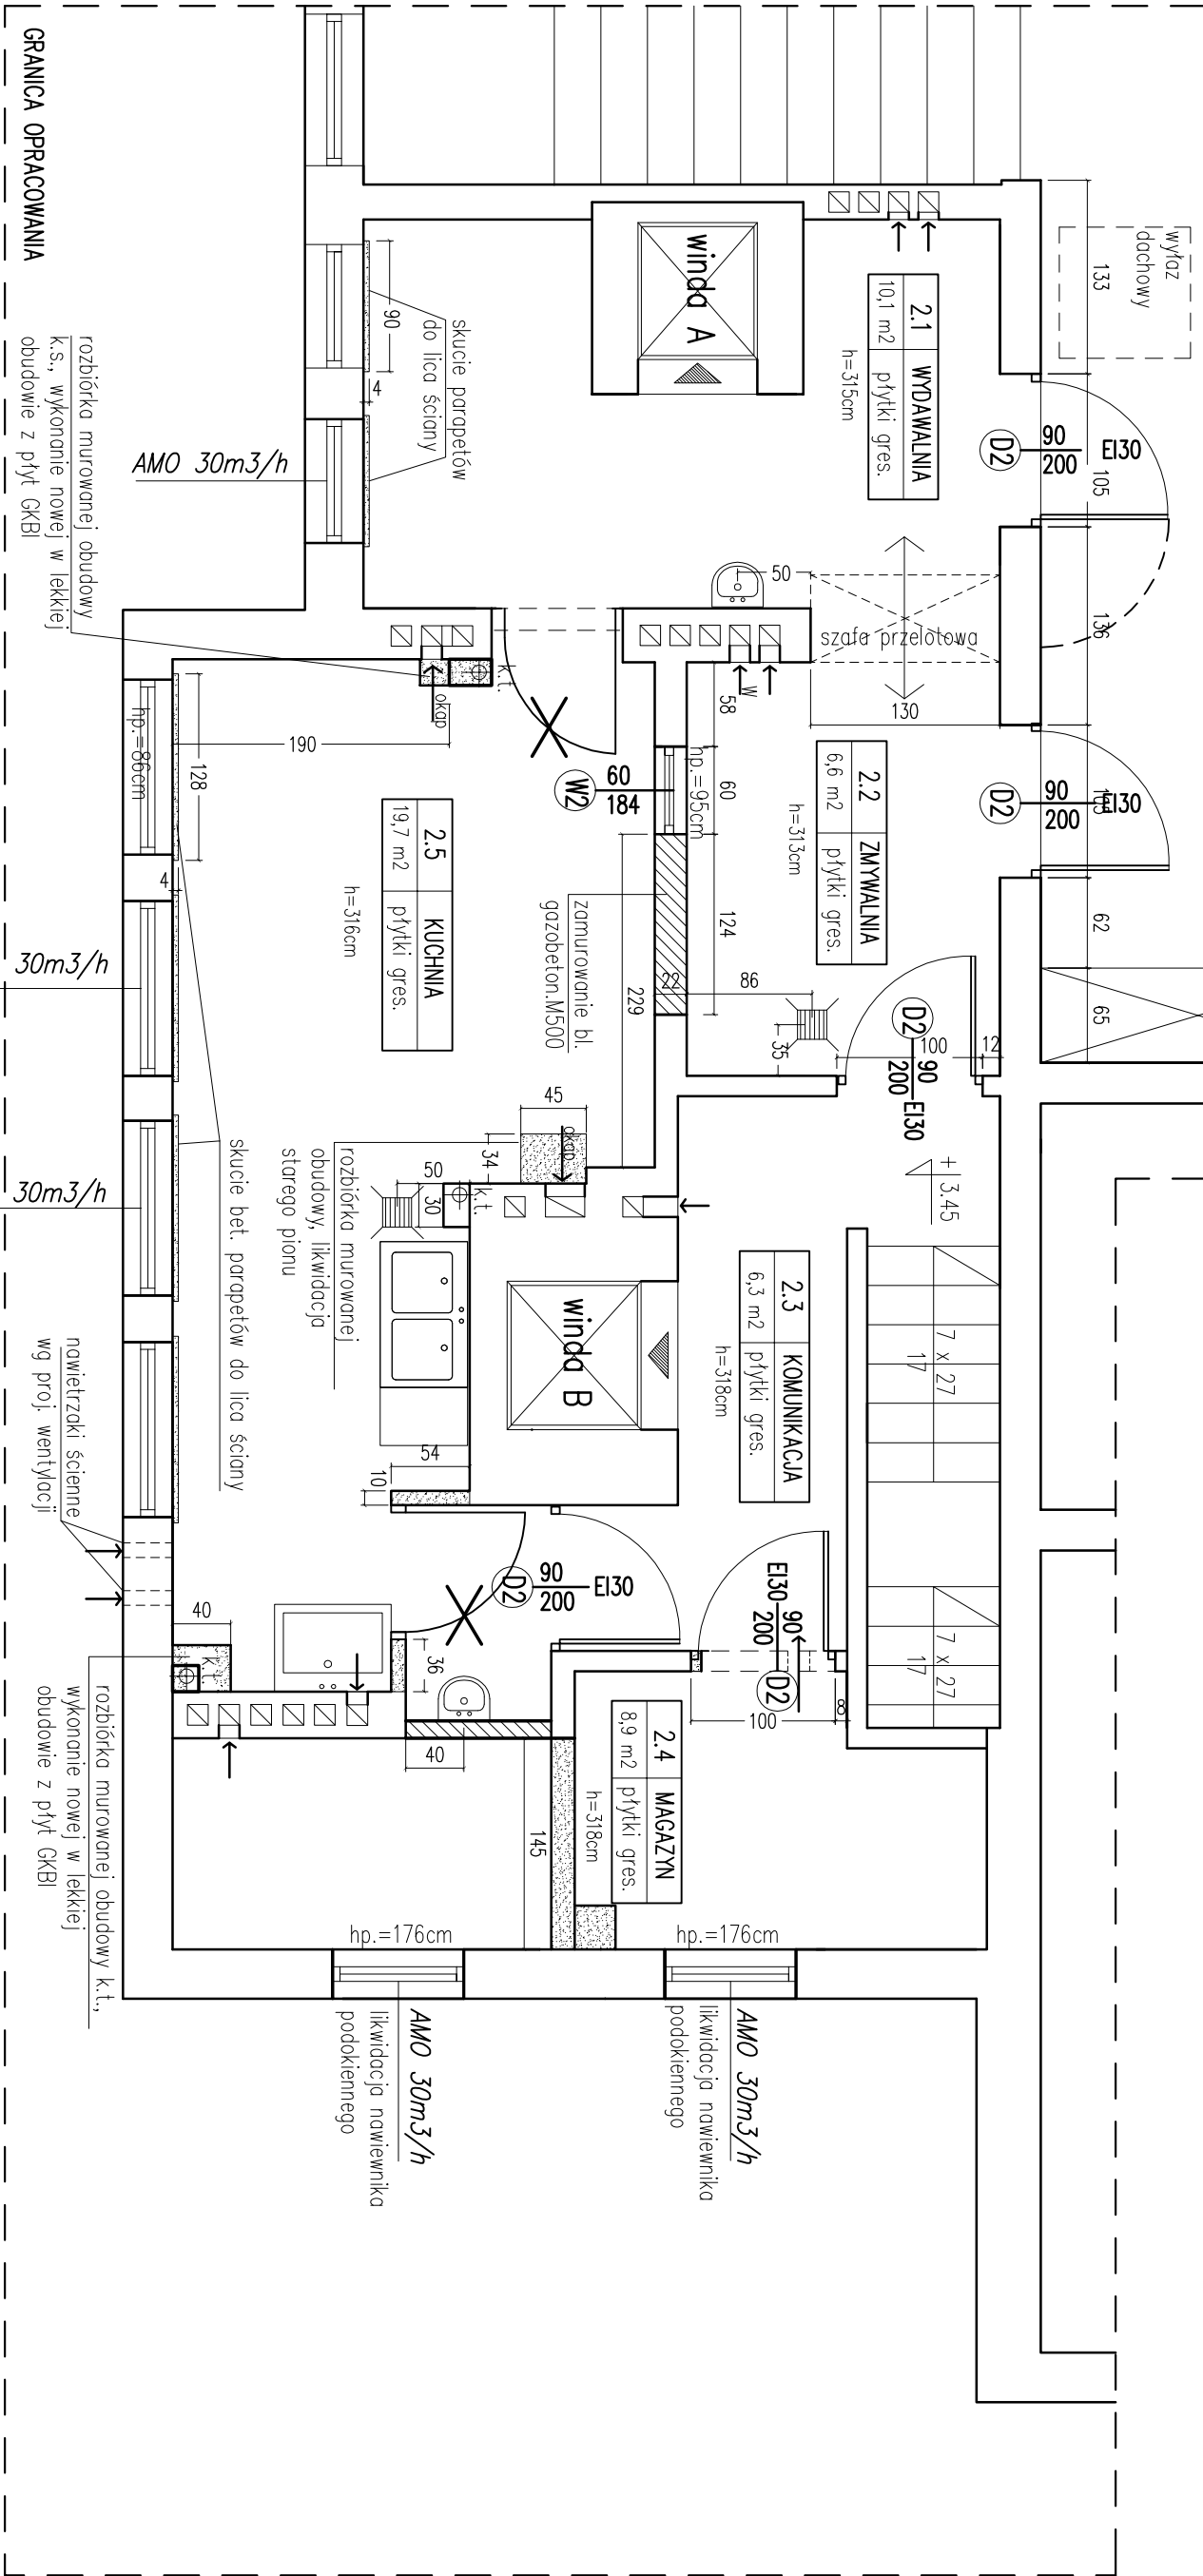 GRANICA OPRACOWANIA
wyłaz
dachowy
133
105
136
105
62
65
D2
90
200
EI30
D2
90
200
EI30
2.1 WYDAWALNIA
10,1 m2 płytki gres.
h=315cm
winda A
90
4
skucie parapetów
do lica ściany
AMO 30m3/h
rozbiórka murowanej obudowy
k.s., wykonanie nowej w lekkiej
obudowie z płyt GKBI
50
szafa przelotowa
130
W
58
60
124
hp.=95cm
W2
60
184
2.2 ZMYWALNIA
6,6 m2 płytki gres.
h=313cm
22
86
35
229
D2
90
200
EI30
100
12
k.t.
okap
190
128
hp.=86cm
4
2.5 KUCHNIA
19,7 m2 płytki gres.
h=316cm
zamurowanie bl.
gazobeton.M500
30m3/h
30m3/h
45
34
okap
50
30
k.t.
rozbiórka murowanej
obudowy, likwidacja
starego pionu
skucie bet. parapetów do lica ściany
+ 3.45
7 x 27
17
7 x 27
17
2.3 KOMUNIKACJA
6,3 m2 płytki gres.
h=318cm
winda B
54
10
D2
90
200
EI30
EI30
90
200
D2
100
8
nawietrzaki ścienne
wg proj. wentylacji
40
k.t.
36
40
145
rozbiórka murowanej obudowy k.t.,
wykonanie nowej w lekkiej
obudowie z płyt GKBI
2.4 MAGAZYN
8,9 m2 płytki gres.
h=318cm
hp.=176cm
hp.=176cm
AMO 30m3/h
likwidacja nawiewnika
podokiennego
AMO 30m3/h
likwidacja nawiewnika
podokiennego